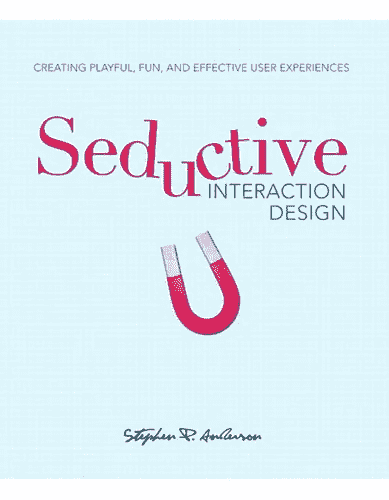 CREATING PLAYFUL, FUN, AND EFFECTIVE USER EXPERIENCES
Seductive
INTERACTION
DESIGN
Stephen P. Anderson